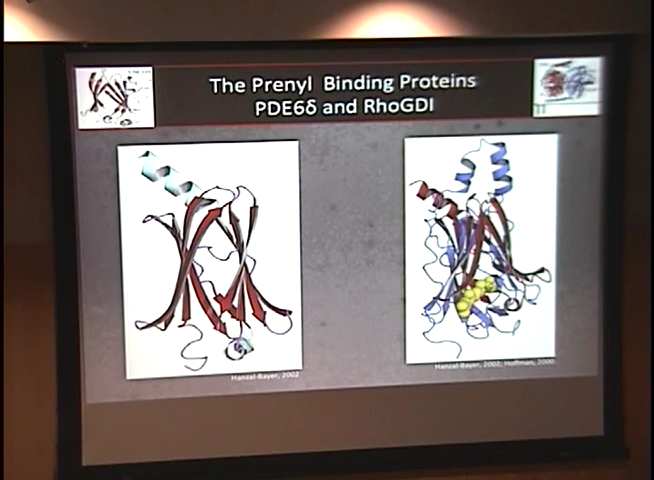 The Prenyl Binding Proteins
PDE6δ and RhoGDI
Hanzal-Bayer, 2002
Hanzal-Bayer, 2002; Hoffman, 2000